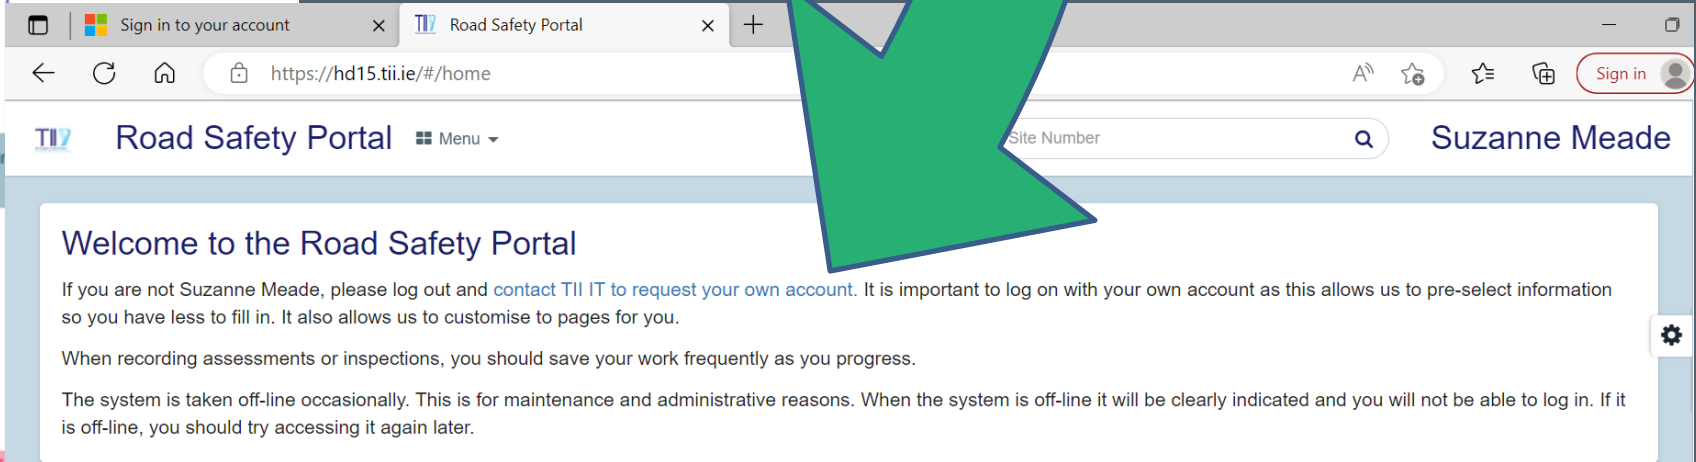 Sign in to your account
TII Road Safety Portal
https://hd15.tii.ie/#/home
Sign in
TII Road Safety Portal Menu Site Number Suzanne Meade
Welcome to the Road Safety Portal
If you are not Suzanne Meade, please log out and contact TII IT to request your own account. It is important to log on with your own account as this allows us to pre-select information
so you have less to fill in. It also allows us to customise to pages for you.
When recording assessments or inspections, you should save your work frequently as you progress.
The system is taken off-line occasionally. This is for maintenance and administrative reasons. When the system is off-line it will be clearly indicated and you will not be able to log in. If it
is off-line, you should try accessing it again later.